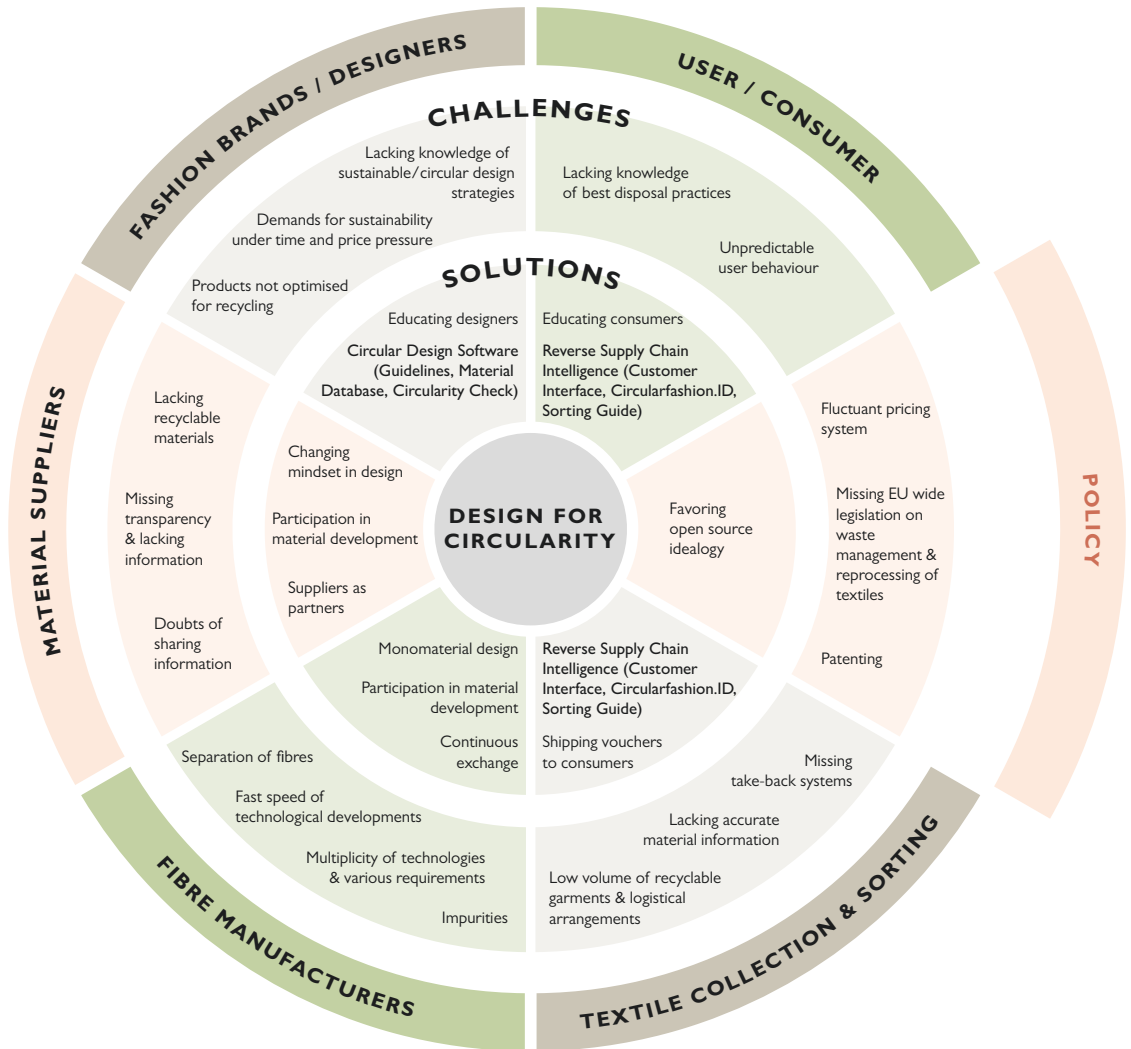 FASHION BRANDS / DESIGNERS
USER / CONSUMER
CHALLENGES
Lacking knowledge of
sustainable/circular design
strategies
Demands for sustainability
under time and price pressure
Products not optimised
for recycling
Lacking knowledge
of best disposal practices
Unpredictable
user behaviour
SOLUTIONS
Educating designers
Circular Design Software
(Guidelines, Material
Database, Circularity Check)
Educating consumers
Reverse Supply Chain
Intelligence (Customer
Interface, Circularfashion.ID,
Sorting Guide)
MATERIAL SUPPLIERS
Lacking
recyclable
materials
Missing
transparency
& lacking
information
Doubts of
sharing
information
Changing
mindset in design
Participation in
material development
Suppliers as
partners
DESIGN FOR
CIRCULARITY
Favoring
open source
idealogy
Fluctuant pricing
system
Missing EU wide
legislation on
waste
management &
reprocessing of
textiles
Patenting
POLICY
Monomaterial design
Participation in material
development
Continuous
exchange
Reverse Supply Chain
Intelligence (Customer
Interface, Circularfashion.ID,
Sorting Guide)
Shipping vouchers
to consumers
Separation of fibres
Fast speed of
technological developments
Multiplicity of technologies
& various requirements
Impurities
Missing
take-back systems
Lacking accurate
material information
Low volume of recyclable
garments & logistical
arrangements
FIBRE MANUFACTURERS
TEXTILE COLLECTION & SORTING